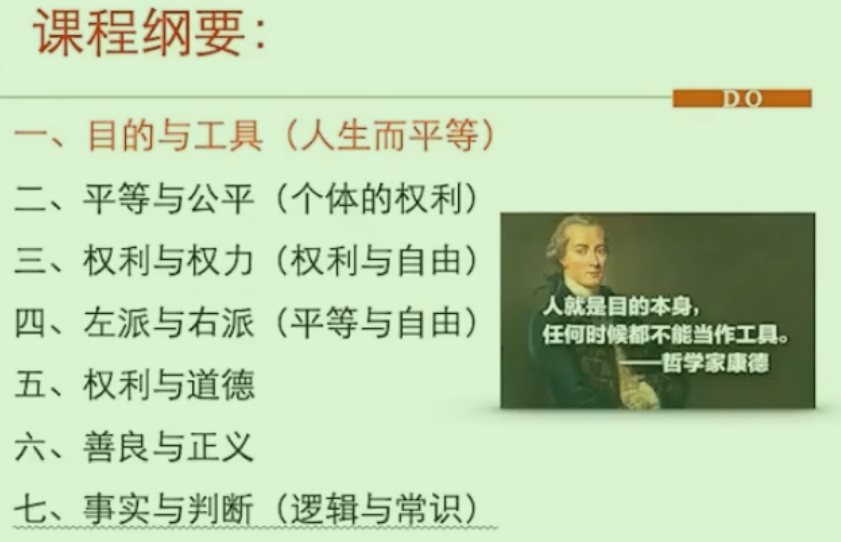 课程纲要：
DO
一、目的与工具（人生而平等）
二、平等与公平（个体的权利）
三、权利与权力（权利与自由）
四、左派与右派（平等与自由）
五、权利与道德
六、善良与正义
七、事实与判断（逻辑与常识）
人就是目的本身，
任何时候都不能当作工具。
——哲学家康德